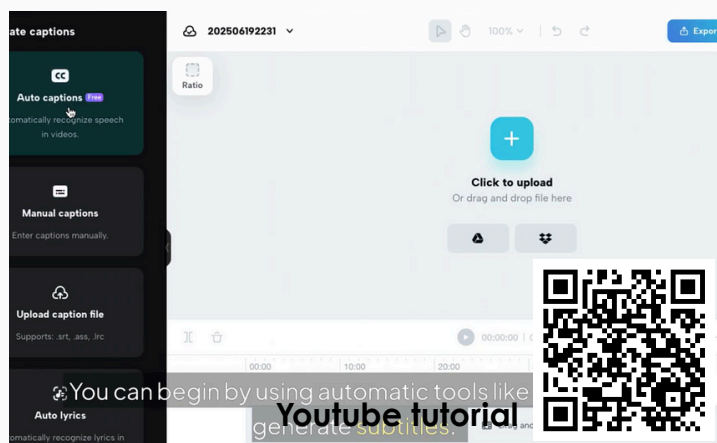 ate captions
202506192231
100%
Expor
CC
Auto captions Free
omatically recognize speech
in videos.
Ratio
Click to upload
Or drag and drop file here
Manual captions
Enter captions manually.
Upload caption file
Supports: .srt, .ass, .lrc
00:00:00
00:00
10:00
20:00
You can begin by using automatic tools like
generate subtitles.
Youtube tutorial
Auto lyrics
omatically recognize lyrics in